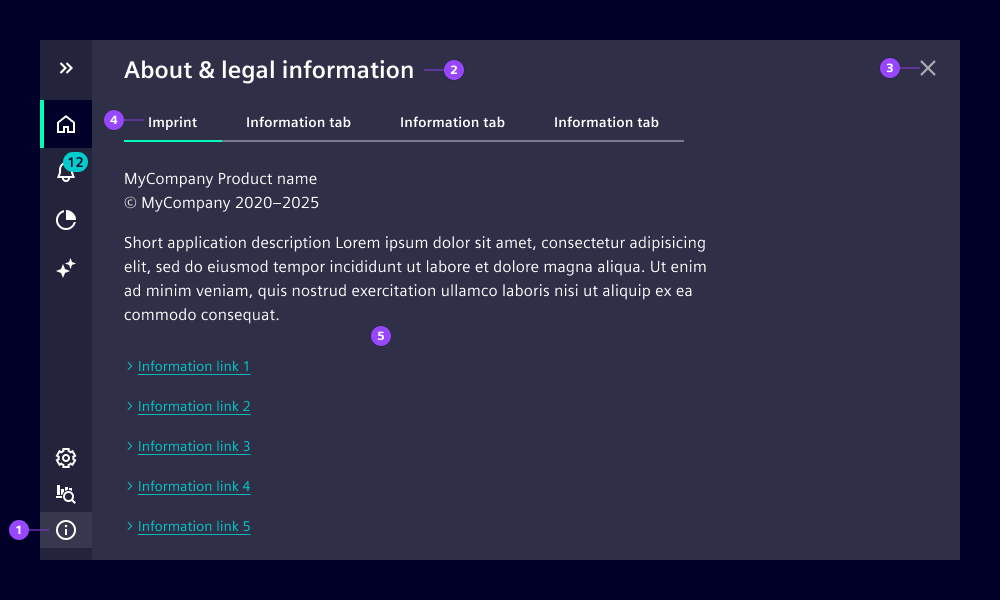 About & legal information
2
3
4
Imprint
Information tab
Information tab
Information tab
12
MyCompany Product name
© MyCompany 2020–2025
Short application description Lorem ipsum dolor sit amet, consectetur adipisicing
elit, sed do eiusmod tempor incididunt ut labore et dolore magna aliqua. Ut enim
ad minim veniam, quis nostrud exercitation ullamco laboris nisi ut aliquip ex ea
commodo consequat.
5
Information link 1
Information link 2
Information link 3
Information link 4
Information link 5
1